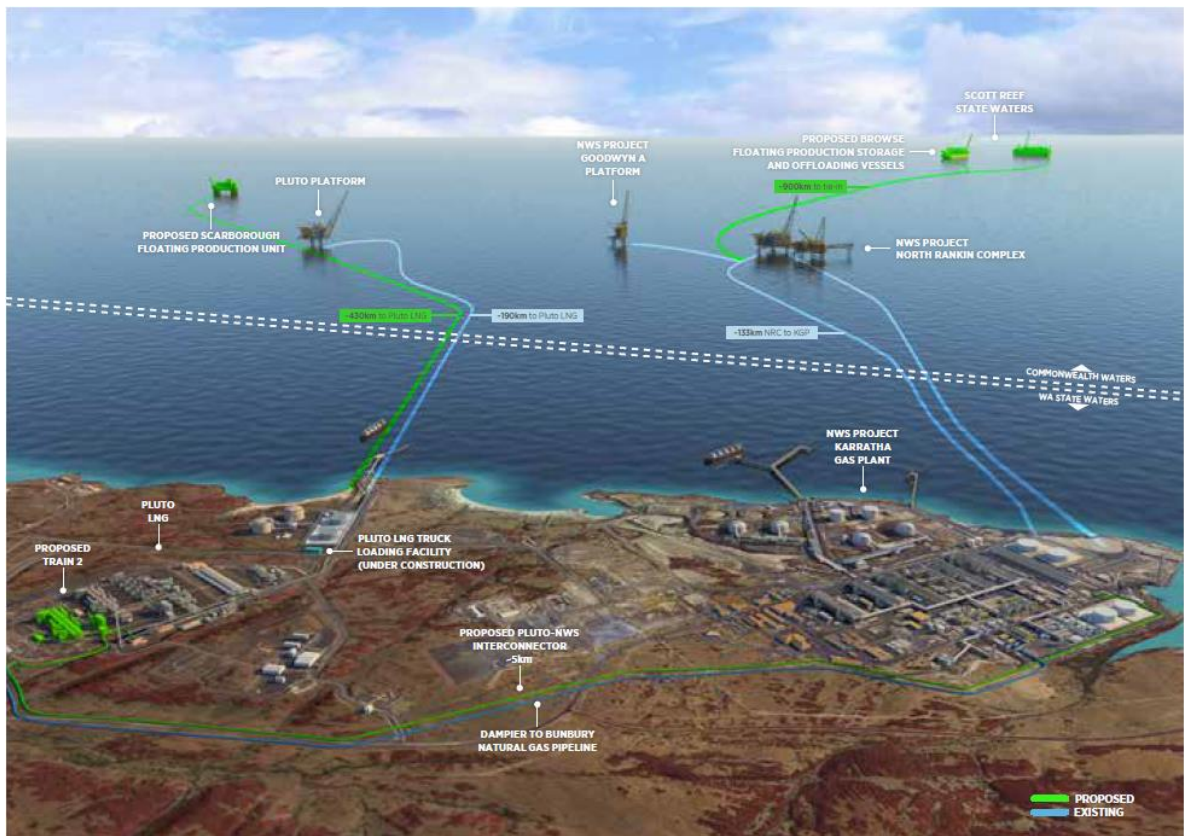 SCOTT REEF
STATE WATERS
PROPOSED BROWSE
FLOATING PRODUCTION STORAGE
AND OFFLOADING VESSELS
NWS PROJECT
GOODWYN A
PLATFORM
PLUTO PLATFORM
~900km to tie-in
PROPOSED SCARBOROUGH
FLOATING PRODUCTION UNIT
NWS PROJECT
NORTH RANKIN COMPLEX
~430km to Pluto LNG
~190km to Pluto LNG
~133km NRC to KGP
COMMONWEALTH WATERS
WA STATE WATERS
NWS PROJECT
KARRATHA
GAS PLANT
PLUTO
LNG
PROPOSED
TRAIN 2
PLUTO LNG TRUCK
LOADING FACILITY
(UNDER CONSTRUCTION)
PROPOSED PLUTO-NWS
INTERCONNECTOR
~5km
DAMPIER TO BUNBURY
NATURAL GAS PIPELINE
PROPOSED
EXISTING